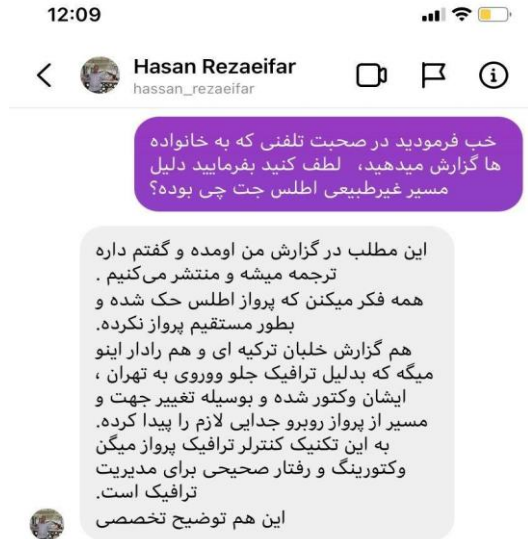 12:09
Hasan Rezaeifar
hassan_rezaeifar
خب فرمودید در صحبت تلفنی که به خانواده
ها گزارش میدهید، لطف کنید بفرمایید دلیل
مسیر غیرطبیعی اطلس جت چی بوده؟
این مطلب در گزارش من اومده و گفتم داره
ترجمه میشه و منتشر می‌کنیم .
همه فکر میکنن که پرواز اطلس حک شده و
بطور مستقیم پرواز نکرده.
هم گزارش خلبان ترکیه ای و هم رادار اینو
میگه که بدلیل ترافیک جلو ووروی به تهران ،
ایشان وکتور شده و بوسیله تغییر جهت و
مسیر از پرواز روبرو جدایی لازم را پیدا کرده.
به این تکنیک کنترلر ترافیک پرواز میگن
وکتورینگ و رفتار صحیحی برای مدیریت
ترافیک است.
این هم توضیح تخصصی